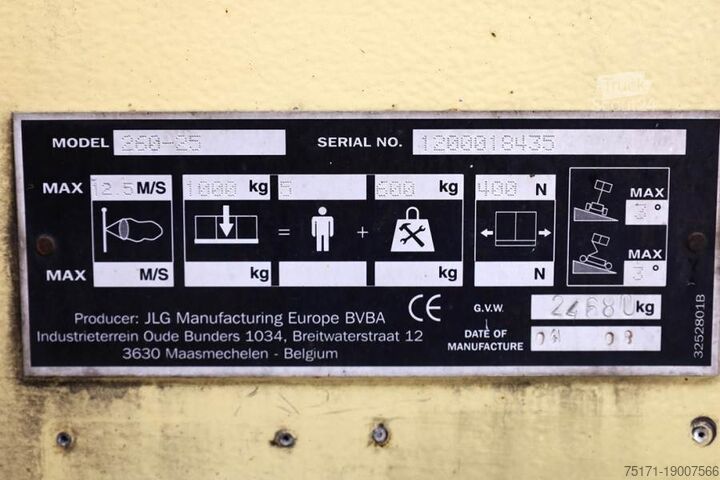 MODEL 260-25 SERIAL NO. 1200018435
MAX 12.5 M/S 1000 kg 5 600 kg 400 N MAX 3°
= +
MAX M/S kg kg N MAX 3°
Producer: JLG Manufacturing Europe BVBA CE G.V.W. kg
Industrieterrein Oude Bunders 1034, Breitwaterstraat 12 DATE OF
3630 Maasmechelen - Belgium MANUFACTURE
3252801B
75171-19007566